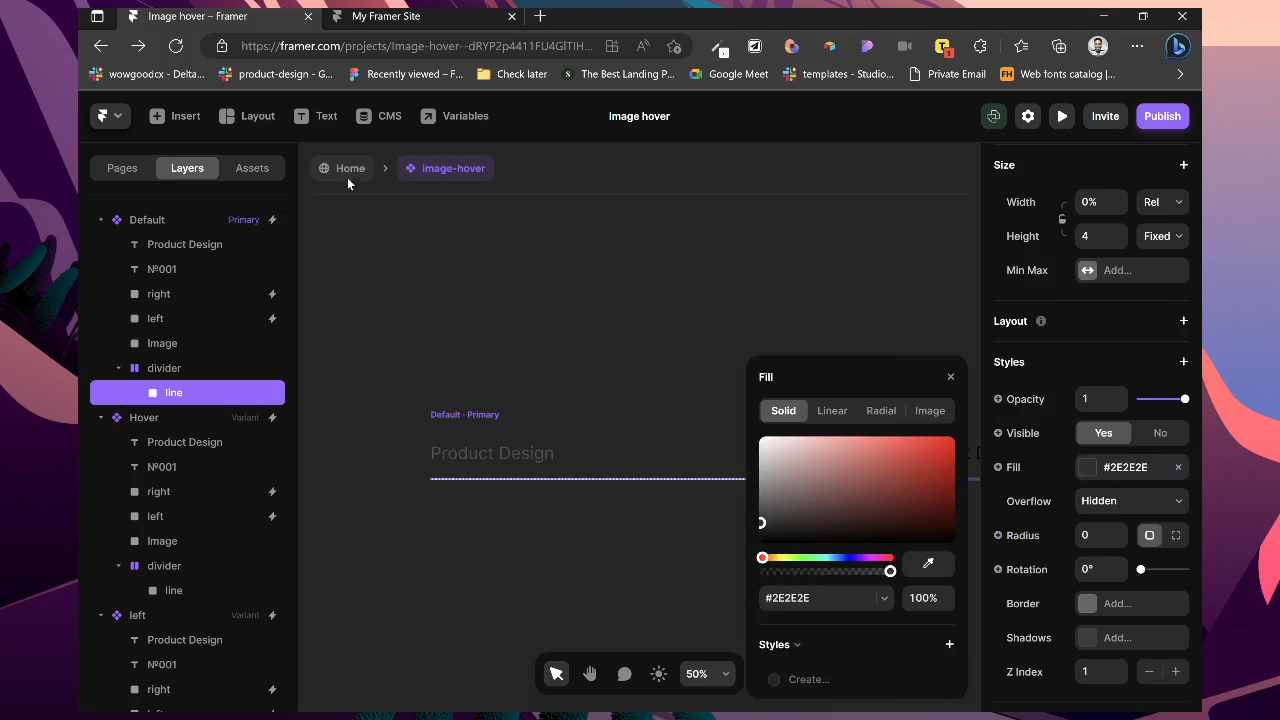 Image hover – Framer
My Framer Site
https://framer.com/projects/Image-hover--dRYP2p4411FU4GlTIH...
wowgoodcx – Delta...
product-design - G...
Recently viewed – F...
Check later
The Best Landing P...
Google Meet
templates - Studio...
Private Email
Web fonts catalog |...
Insert
Layout
Text
CMS
Variables
Image hover
Invite
Publish
Pages
Layers
Assets
Home
image-hover
Default
Primary
Product Design
№001
right
left
Image
divider
line
Hover
Variant
Product Design
№001
right
left
Image
divider
line
left
Variant
Product Design
№001
right
Default · Primary
Product Design
Fill
Solid
Linear
Radial
Image
#2E2E2E
100%
Styles
Create...
50%
Size
Width
0%
Rel
Height
4
Fixed
Min Max
Add...
Layout
Styles
Opacity
1
Visible
Yes
No
Fill
#2E2E2E
Overflow
Hidden
Radius
0
Rotation
0°
Border
Add...
Shadows
Add...
Z Index
1